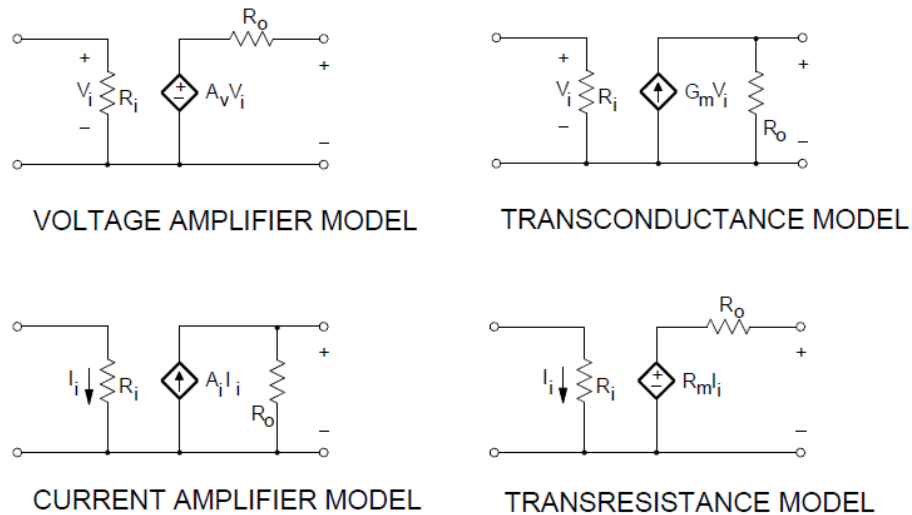 Ro
+
Vi
Ri
–
+
–
AvVi
+
–
VOLTAGE AMPLIFIER MODEL
+
Vi
Ri
–
GmVi
Ro
+
–
TRANSCONDUCTANCE MODEL
Ii
Ri
AiIi
Ro
+
–
CURRENT AMPLIFIER MODEL
Ro
Ii
Ri
+
–
RmIi
+
–
TRANSRESISTANCE MODEL